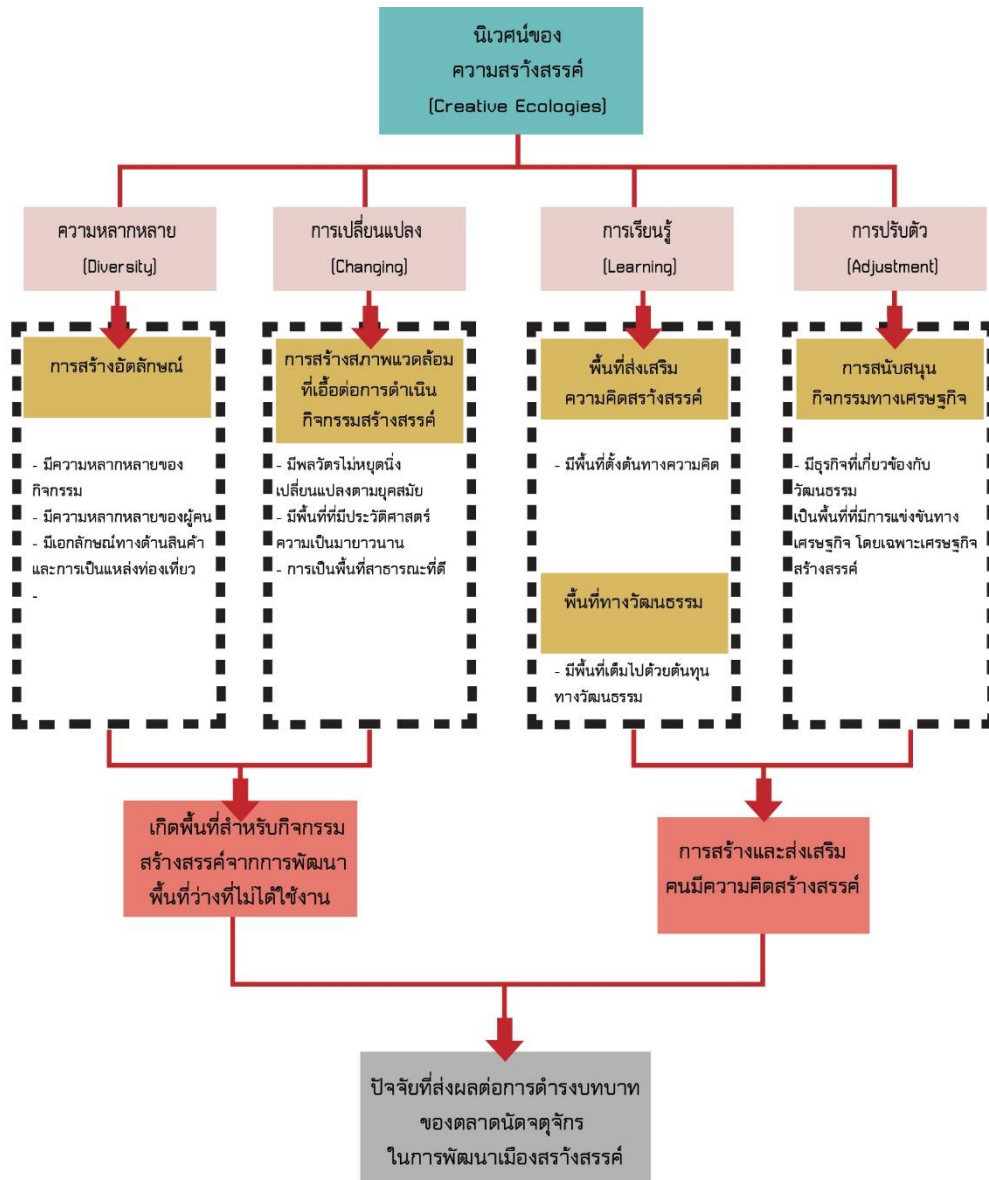 นิเวศน์ของ
ความสร้างสรรค์
(Creative Ecologies)
ความหลากหลาย
(Diversity)
การเปลี่ยนแปลง
(Changing)
การเรียนรู้
(Learning)
การปรับตัว
(Adjustment)
การสร้างอัตลักษณ์
- มีความหลากหลายของ
กิจกรรม
- มีความหลากหลายของผู้คน
- มีเอกลักษณ์ทางด้านสินค้า
และการเป็นแหล่งท่องเที่ยว
-
การสร้างสภาพแวดล้อม
ที่เอื้อต่อการดำเนิน
กิจกรรมสร้างสรรค์
- มีพลวัตรไม่หยุดนิ่ง
เปลี่ยนแปลงตามยุคสมัย
- มีพื้นที่ที่มีประวัติศาสตร์
ความเป็นมายาวนาน
- การเป็นพื้นที่สาธารณะที่ดี
พื้นที่ส่งเสริม
ความคิดสร้างสรรค์
- มีพื้นที่ตั้งต้นทางความคิด
พื้นที่ทางวัฒนธรรม
- มีพื้นที่เต็มไปด้วยต้นทุน
ทางวัฒนธรรม
การสนับสนุน
กิจกรรมทางเศรษฐกิจ
- มีธุรกิจที่เกี่ยวข้องกับ
วัฒนธรรม
เป็นพื้นที่ที่มีการแข่งขันทาง
เศรษฐกิจ โดยเฉพาะเศรษฐกิจ
สร้างสรรค์
เกิดพื้นที่สำหรับกิจกรรม
สร้างสรรค์จากการพัฒนา
พื้นที่ว่างที่ไม่ได้ใช้งาน
การสร้างและส่งเสริม
คนมีความคิดสร้างสรรค์
ปัจจัยที่ส่งผลต่อการดำรงบทบาท
ของตลาดนัดจตุจักร
ในการพัฒนาเมืองสร้างสรรค์